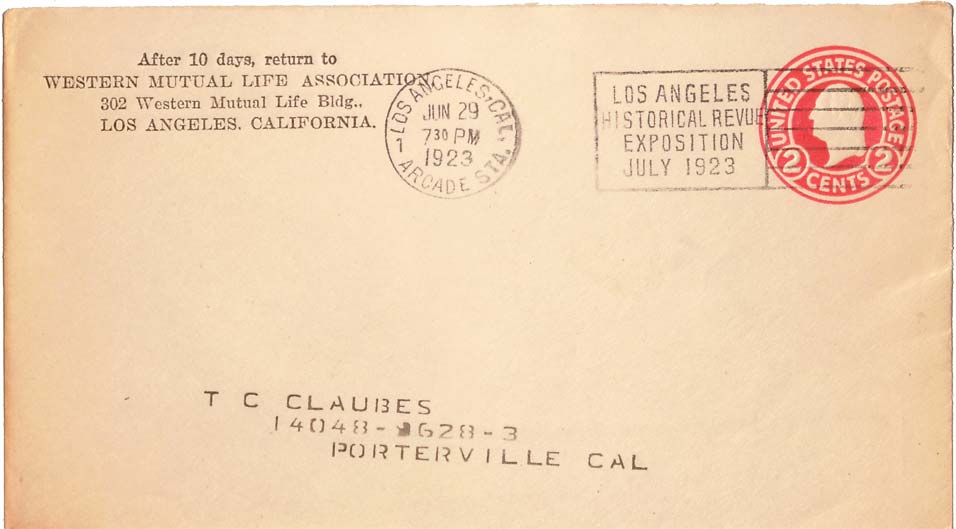 After 10 days, return to
WESTERN MUTUAL LIFE ASSOCIATION
302 Western Mutual Life Bldg.,
LOS ANGELES, CALIFORNIA.
LOS ANGELES, CAL.
JUN 29
7 30 PM
1923
1
ARCADE STA.
LOS ANGELES
HISTORICAL REVUE
EXPOSITION
JULY 1923
UNITED STATES POSTAGE
2 CENTS 2
T C CLAUBES
PORTERVILLE CAL